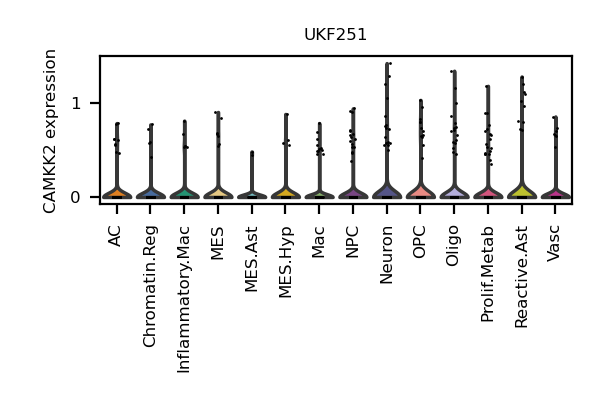 UKF251
CAMKK2 expression
1
0
AC
Chromatin.Reg
Inflammatory.Mac
MES
MES.Ast
MES.Hyp
Mac
NPC
Neuron
OPC
Oligo
Prolif.Metab
Reactive.Ast
Vasc